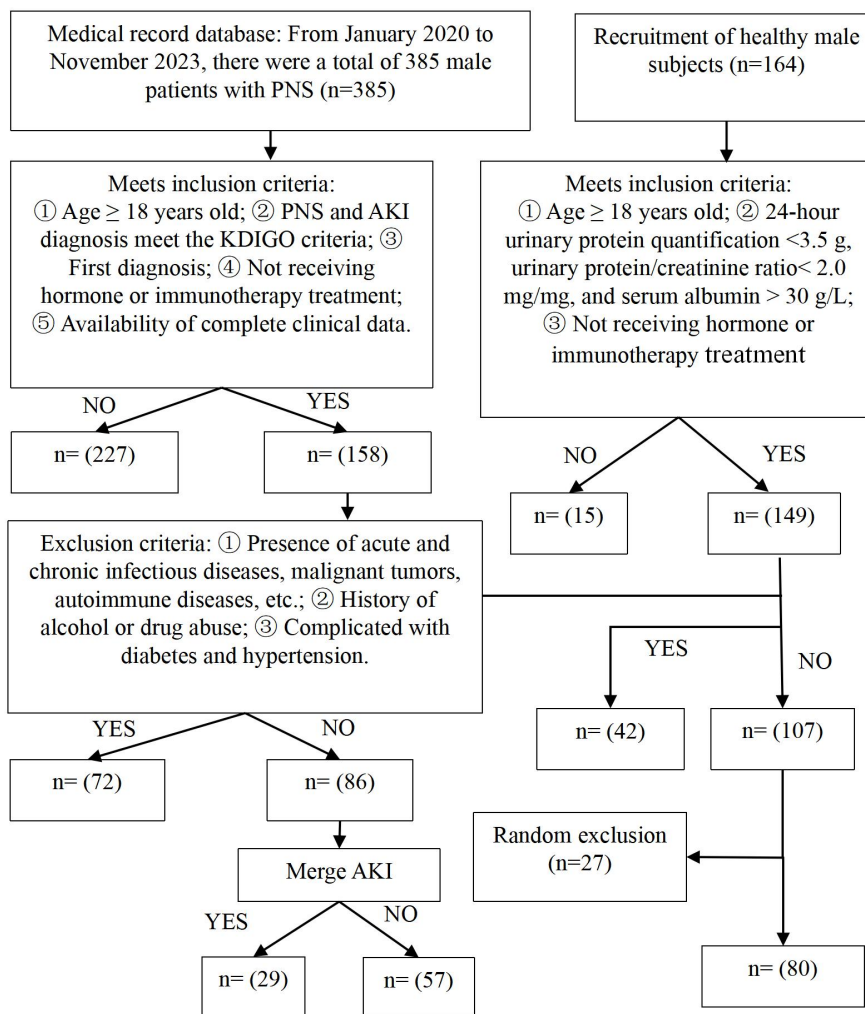 Medical record database: From January 2020 to
November 2023, there were a total of 385 male
patients with PNS (n=385)
Recruitment of healthy male
subjects (n=164)
Meets inclusion criteria:
① Age ≥ 18 years old; ② PNS and AKI
diagnosis meet the KDIGO criteria; ③
First diagnosis; ④ Not receiving
hormone or immunotherapy treatment;
⑤ Availability of complete clinical data.
Meets inclusion criteria:
① Age ≥ 18 years old; ② 24-hour
urinary protein quantification <3.5 g,
urinary protein/creatinine ratio< 2.0
mg/mg, and serum albumin > 30 g/L;
③ Not receiving hormone or
immunotherapy treatment
NO
YES
n= (227)
n= (158)
NO
YES
n= (15)
n= (149)
Exclusion criteria: ① Presence of acute and
chronic infectious diseases, malignant tumors,
autoimmune diseases, etc.; ② History of
alcohol or drug abuse; ③ Complicated with
diabetes and hypertension.
YES
NO
n= (42)
n= (107)
YES
NO
n= (72)
n= (86)
Random exclusion
(n=27)
Merge AKI
YES
NO
n= (29)
n= (57)
n= (80)